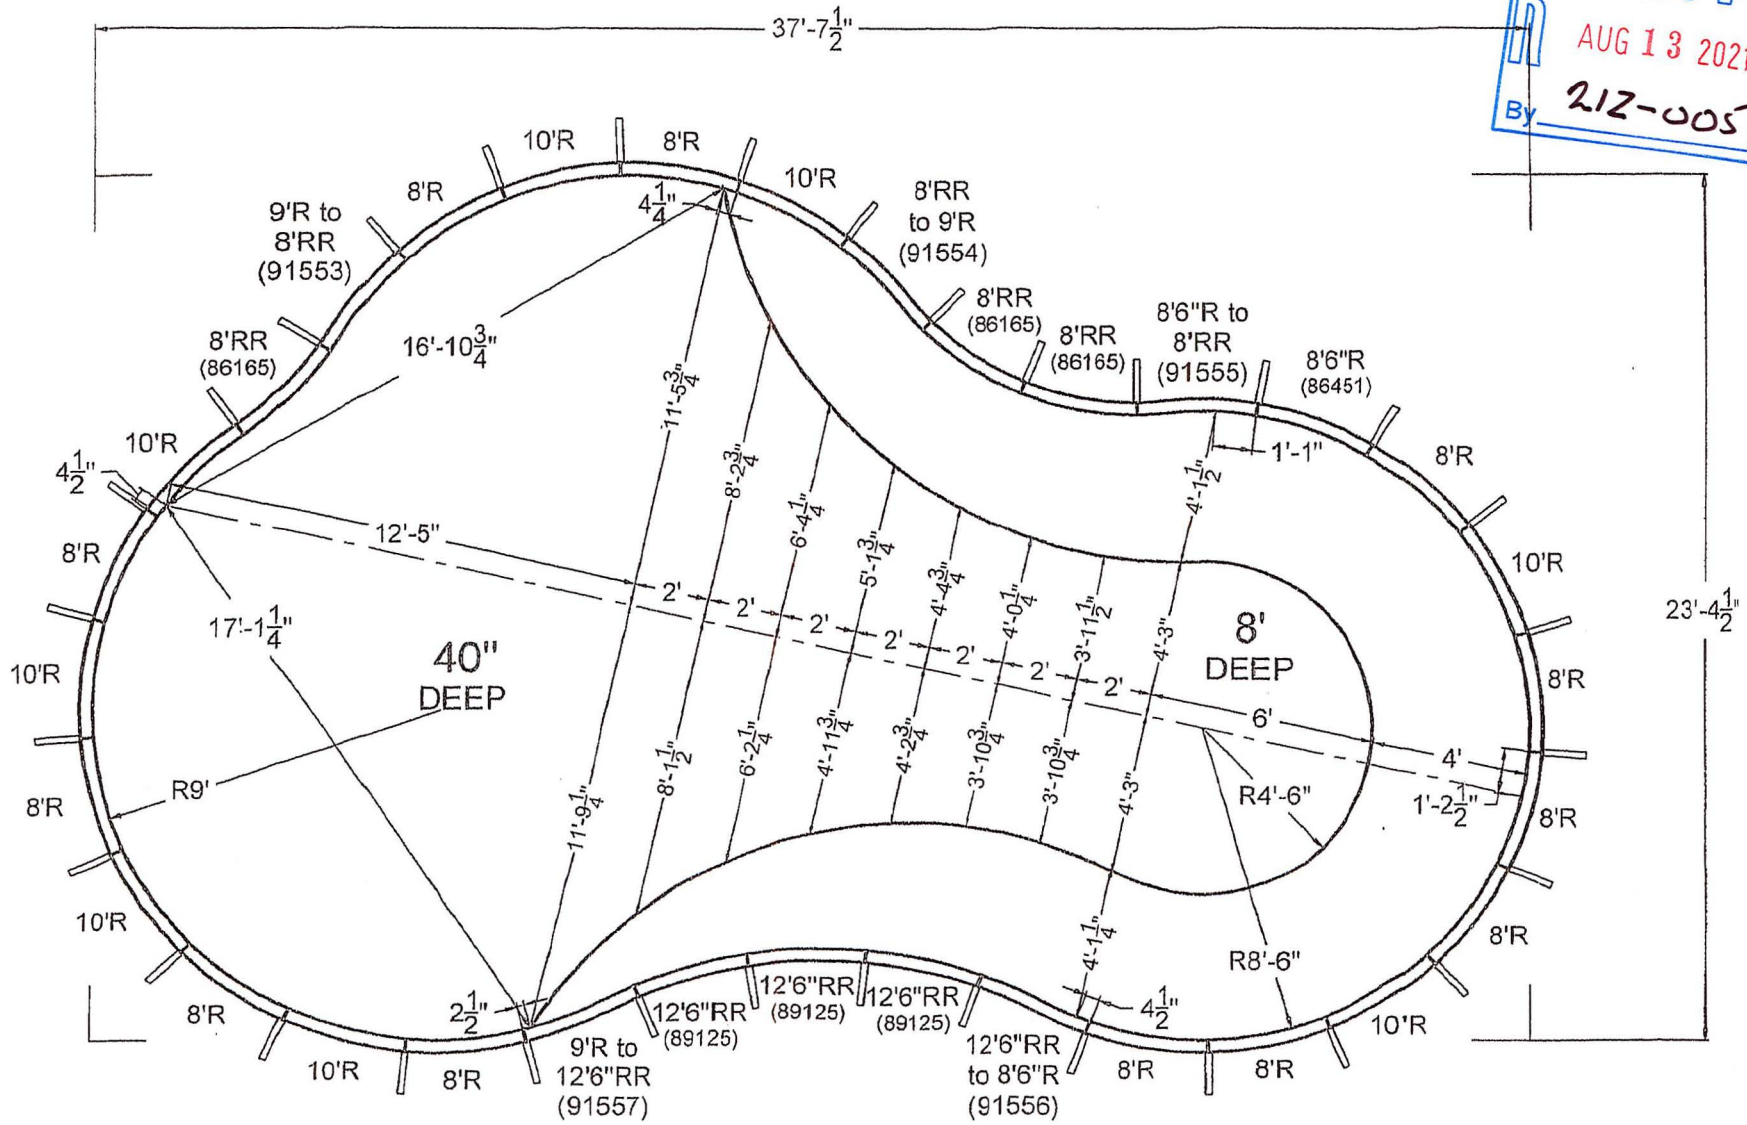 37'-7 1/2"
AUG 13 2021
By 21Z-005
10'R
8'R
10'R
8'R
9'R to
8'RR
(91553)
8'RR
to 9'R
(91554)
4 1/4"
8'RR
(86165)
8'RR
(86165)
8'RR
(86165)
8'6"R to
8'RR
(91555)
8'6"R
(86451)
16'-10 3/4"
11'-5 3/4"
8'-2 3/4"
6'-4 1/4"
5'-1 3/4"
4'-4 3/4"
4'-0 1/4"
3'-11 1/2"
4'-1 1/2"
1'-1"
8'R
10'R
4 1/2"
10'R
8'R
12'-5"
2'
2'
2'
2'
2'
2'
2'
6'
4'
4'-3"
8'
DEEP
23'-4 1/2"
17'-1 1/4"
40"
DEEP
10'R
8'R
R9'
8'R
11'-9 1/4"
8'-1 1/2"
6'-2 1/4"
4'-11 3/4"
4'-2 3/4"
3'-10 3/4"
3'-10 3/4"
4'-3"
R4'-6"
1'-2 1/2"
8'R
10'R
8'R
R8'-6"
4'-1 1/4"
8'R
2 1/2"
12'6"RR
(89125)
12'6"RR
(89125)
12'6"RR
(89125)
4 1/2"
10'R
10'R
8'R
9'R to
12'6"RR
(91557)
12'6"RR
to 8'6"R
(91556)
8'R
8'R